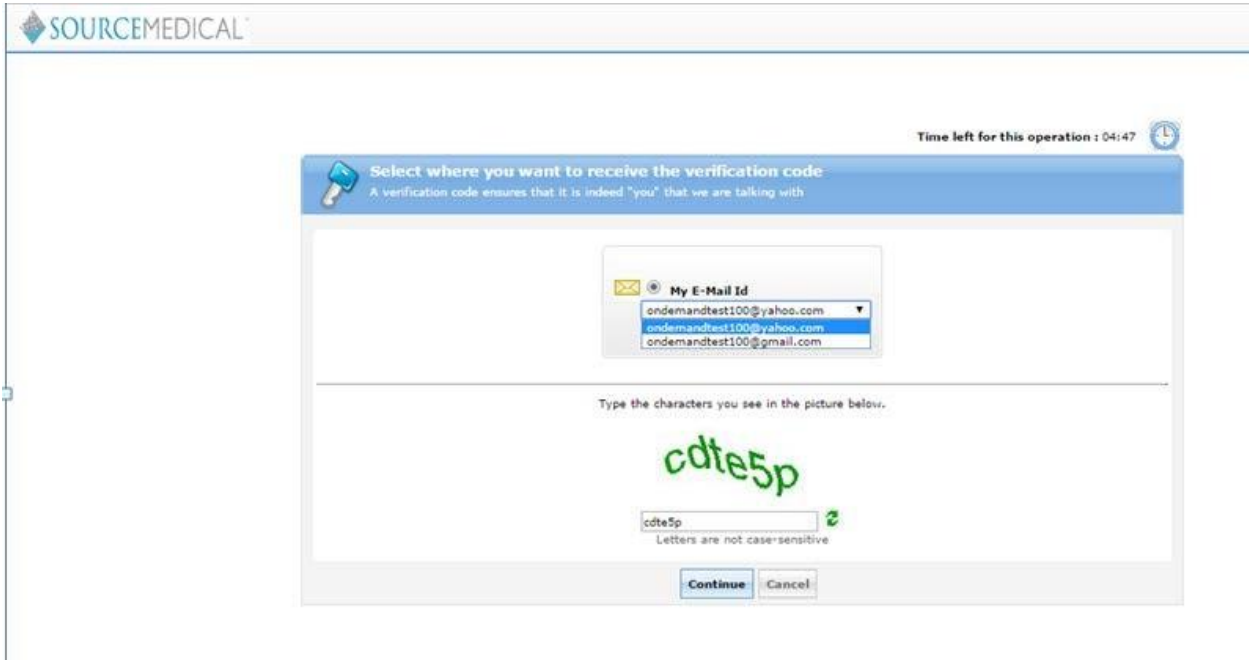 SOURCEMEDICAL
Time left for this operation : 04:47
Select where you want to receive the verification code
A verification code ensures that it is indeed "you" that we are talking with
My E-Mail Id
ondemandtest100@yahoo.com
ondemandtest100@yahoo.com
ondemandtest100@gmail.com
Type the characters you see in the picture below.
cdte5p
cdte5p
Letters are not case-sensitive
Continue Cancel